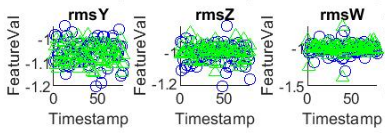 rmsY
rmsZ
rmsW
FeatureVal
-1
-1.1
-1.2
0
50
Timestamp
FeatureVal
-1
-1.2
0
50
Timestamp
FeatureVal
-1
-1.5
0
50
Timestamp